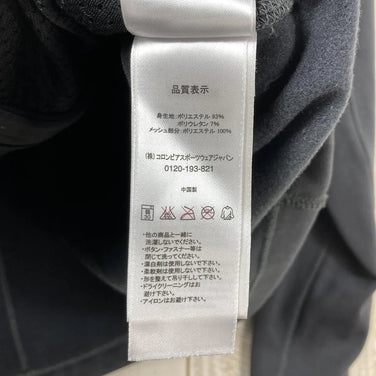 品質表示
身生地: ポリエステル 93%
ポリウレタン 7%
メッシュ部分: ポリエステル 100%
(株) コロンビアスポーツウェアジャパン
0120-193-821
中国製
・他の商品と一緒に
洗濯しないでください。
・ボタン・ファスナー等は
閉じて洗ってください。
・漂白剤は使用しないで下さい。
・柔軟剤は使用しないで下さい。
・形を整えて吊り干しして下さい。
・ドライクリーニングはお
避け下さい。
・アイロンはお避け下さい。